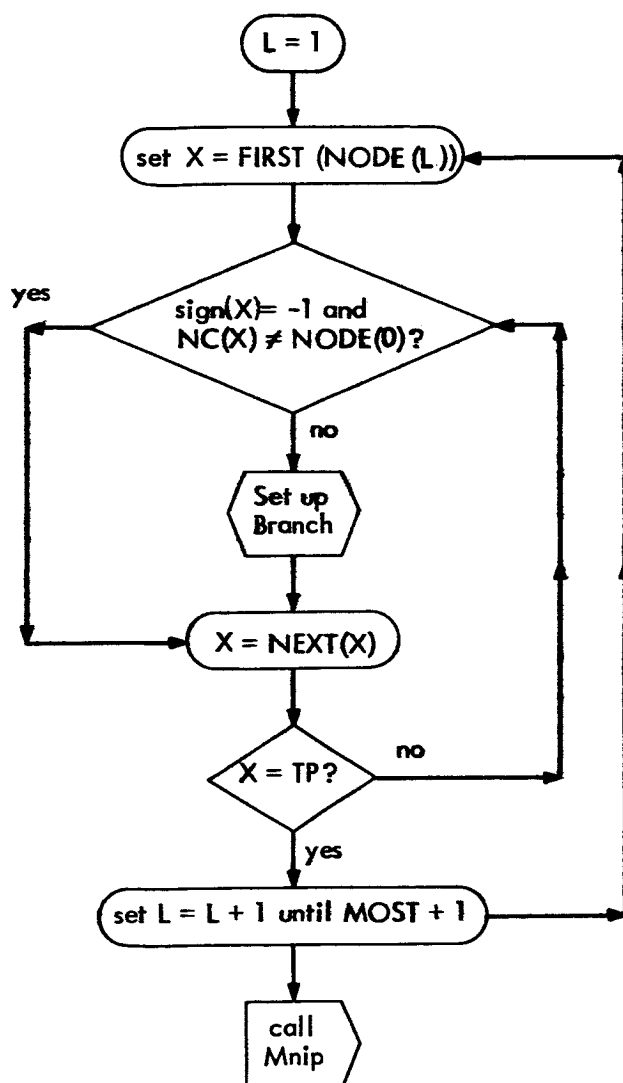 L = 1
set X = FIRST (NODE(L))
yes
sign(X)= -1 and
NC(X) ≠ NODE(0)?
no
Set up
Branch
X = NEXT(X)
X = TP?
no
yes
set L = L + 1 until MOST + 1
call
Mnip